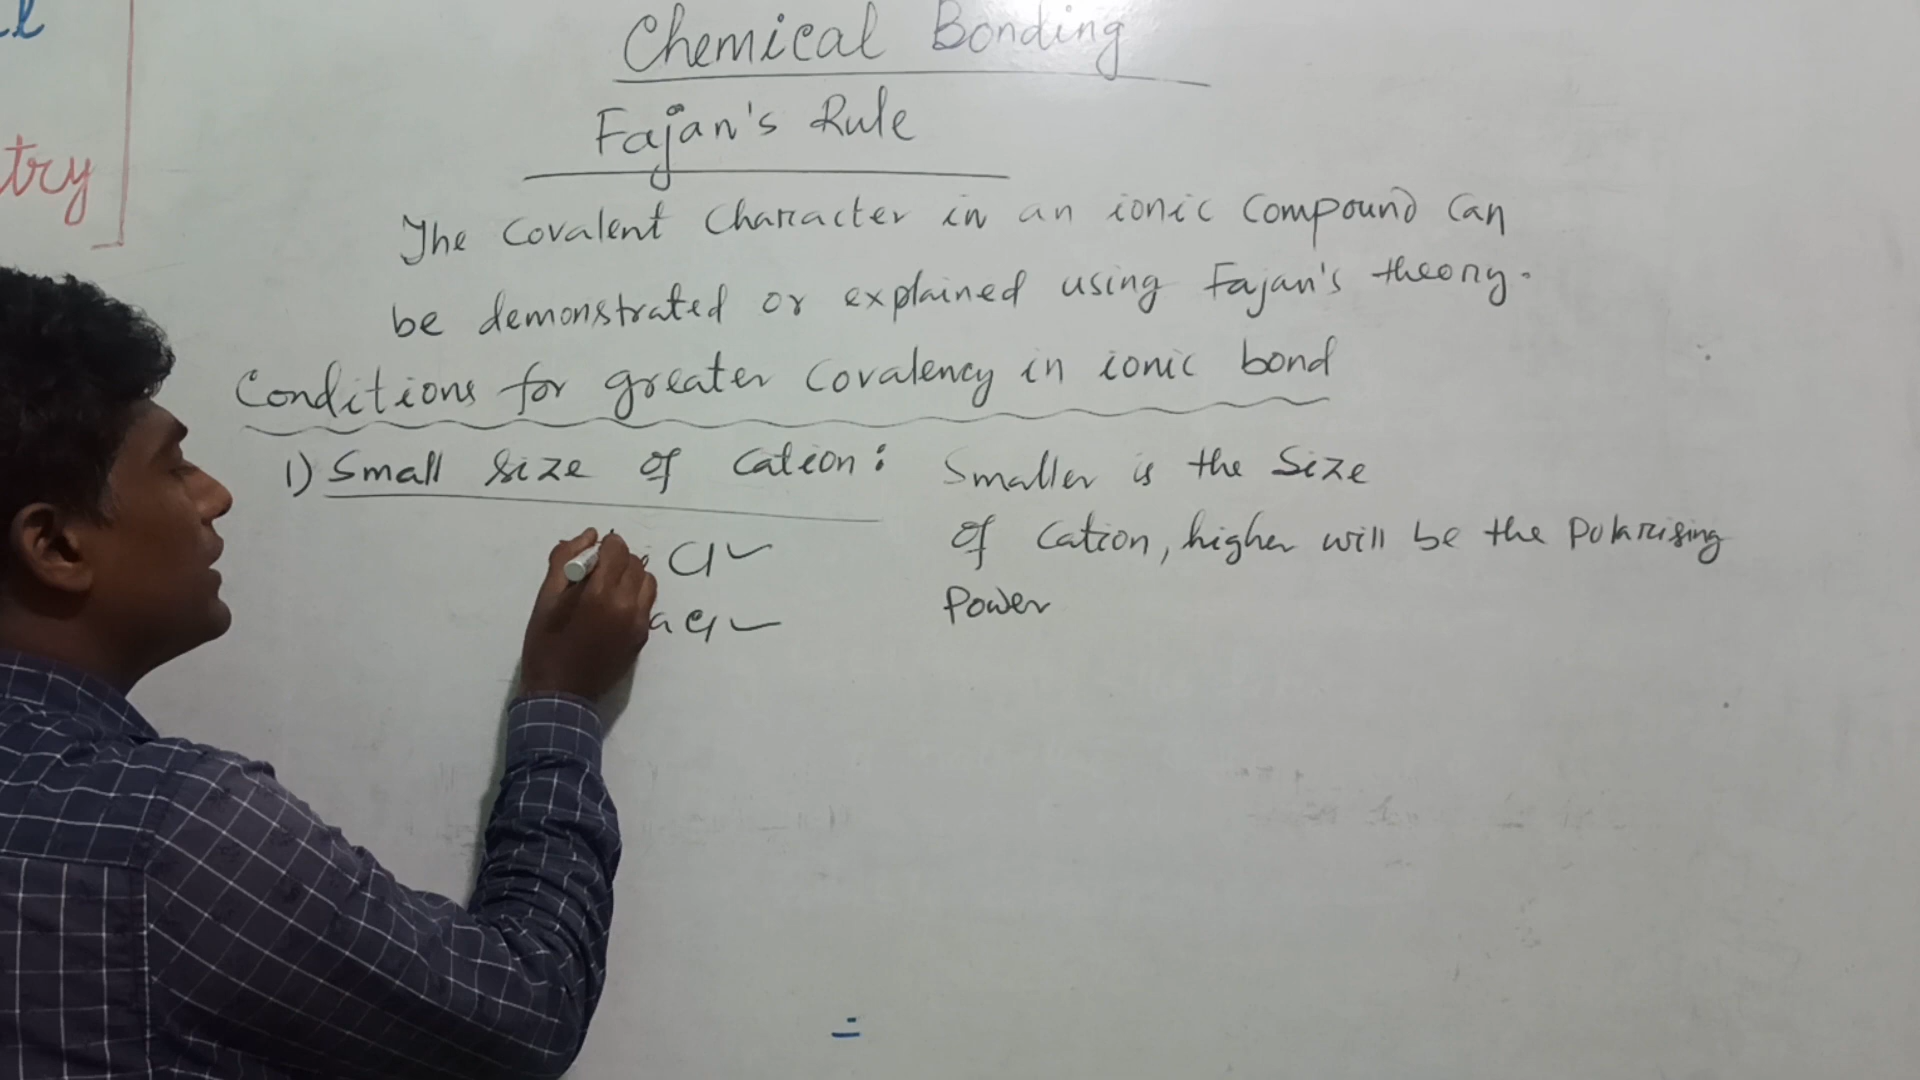 Chemical Bonding
Fajan's Rule
try
The Covalent Character in an ionic Compound Can
be demonstrated or explained using Fajan's theory.
Conditions for greater Covalency in ionic bond
1) Small Size of Cation: Smaller is the Size
of Cation, higher will be the Polarising
Power
Cl
aCl